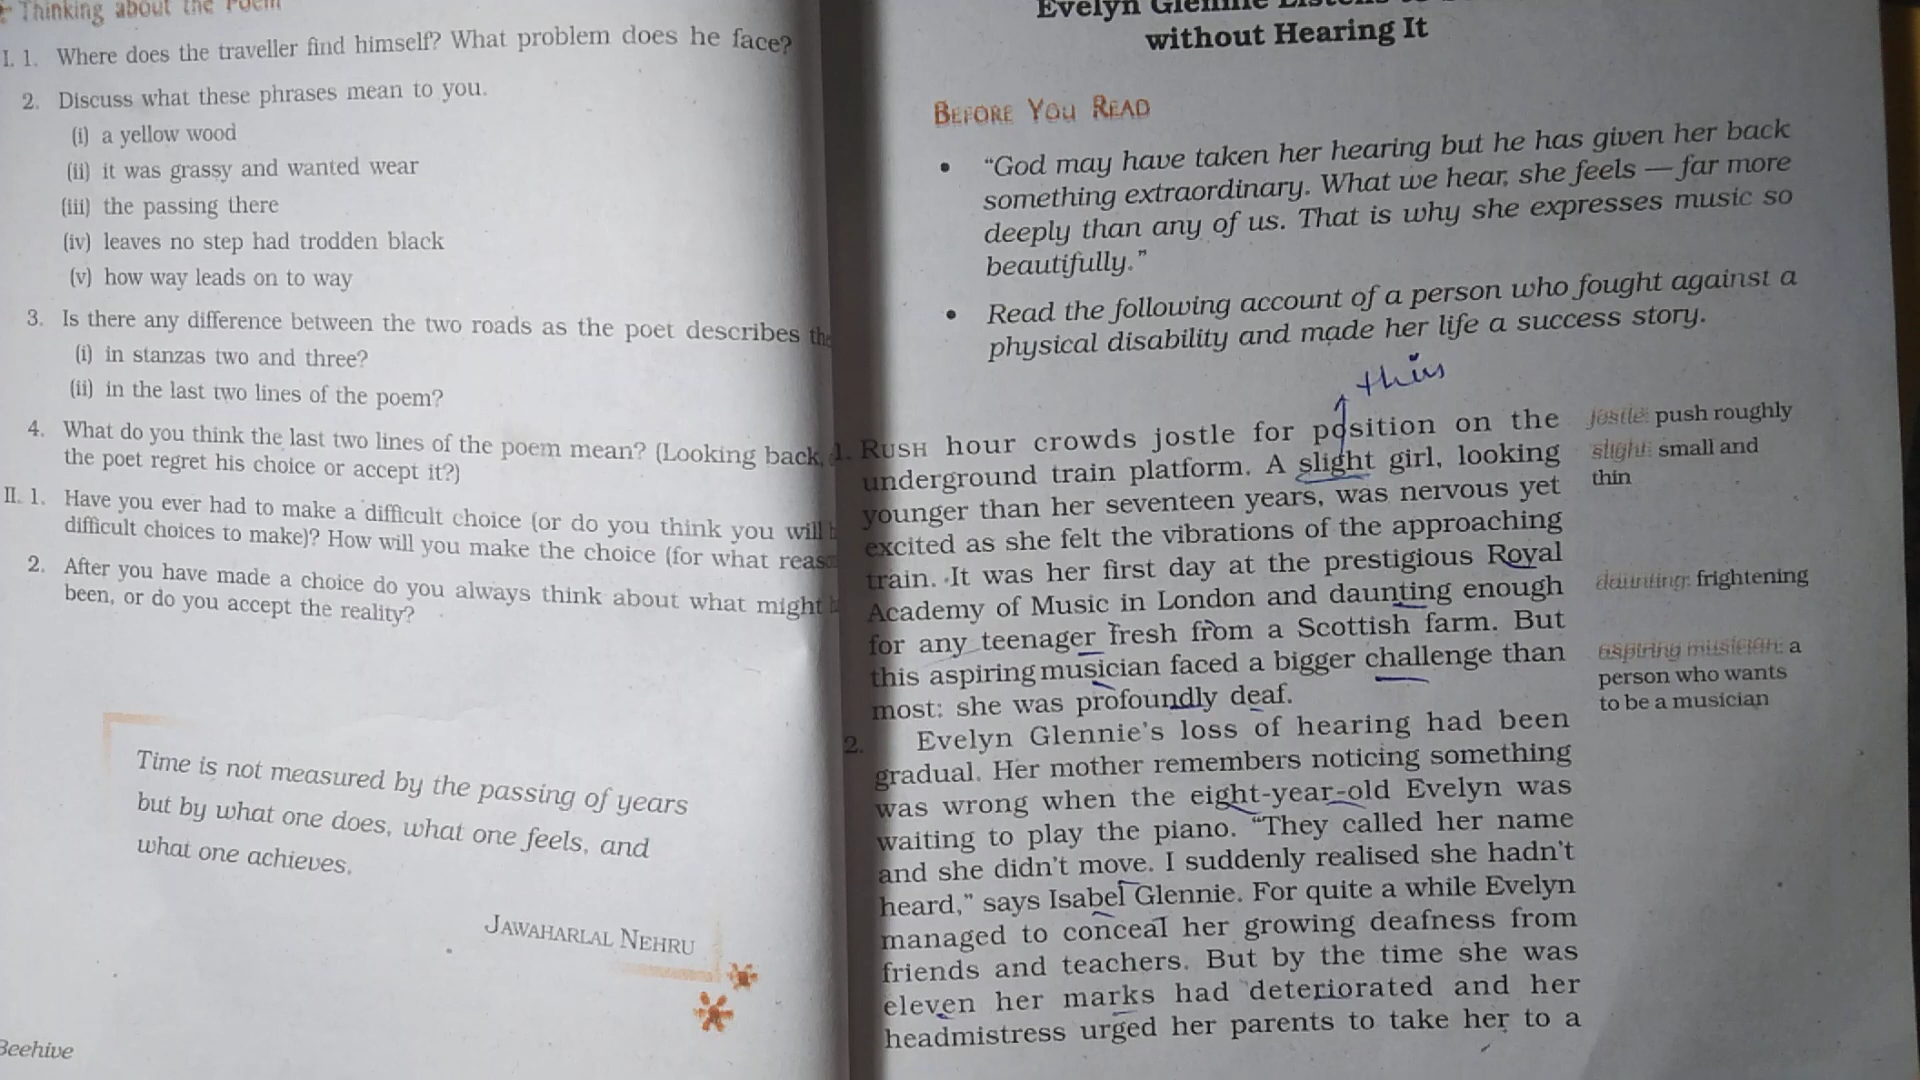 Thinking about the Poem
I. 1. Where does the traveller find himself? What problem does he face?
2. Discuss what these phrases mean to you.
(i) a yellow wood
(ii) it was grassy and wanted wear
(iii) the passing there
(iv) leaves no step had trodden black
(v) how way leads on to way
3. Is there any difference between the two roads as the poet describes
(i) in stanzas two and three?
(ii) in the last two lines of the poem?
4. What do you think the last two lines of the poem mean? (Looking back,
the poet regret his choice or accept it?)
II. 1. Have you ever had to make a difficult choice (or do you think you will
difficult choices to make)? How will you make the choice (for what
2. After you have made a choice do you always think about what might
been, or do you accept the reality?
Time is not measured by the passing of years
but by what one does, what one feels, and
what one achieves.
JAWAHARLAL NEHRU
Beehive
Evelyn Glennie
without Hearing It
BEFORE YOU READ
• “God may have taken her hearing but he has given her back
something extraordinary. What we hear, she feels — far more
deeply than any of us. That is why she expresses music so
beautifully.”
• Read the following account of a person who fought against a
physical disability and made her life a success story.
1. RUSH hour crowds jostle for position on the
underground train platform. A slight girl, looking
younger than her seventeen years, was nervous yet
excited as she felt the vibrations of the approaching
train. It was her first day at the prestigious Royal
Academy of Music in London and daunting enough
for any teenager fresh from a Scottish farm. But
this aspiring musician faced a bigger challenge than
most: she was profoundly deaf.
2. Evelyn Glennie’s loss of hearing had been
gradual. Her mother remembers noticing something
was wrong when the eight-year-old Evelyn was
waiting to play the piano. “They called her name
and she didn’t move. I suddenly realised she hadn’t
heard,” says Isabel Glennie. For quite a while Evelyn
managed to conceal her growing deafness from
friends and teachers. But by the time she was
eleven her marks had deteriorated and her
headmistress urged her parents to take her to a
jostle: push roughly
slight: small and
thin
daunting: frightening
aspiring musician: a
person who wants
to be a musician